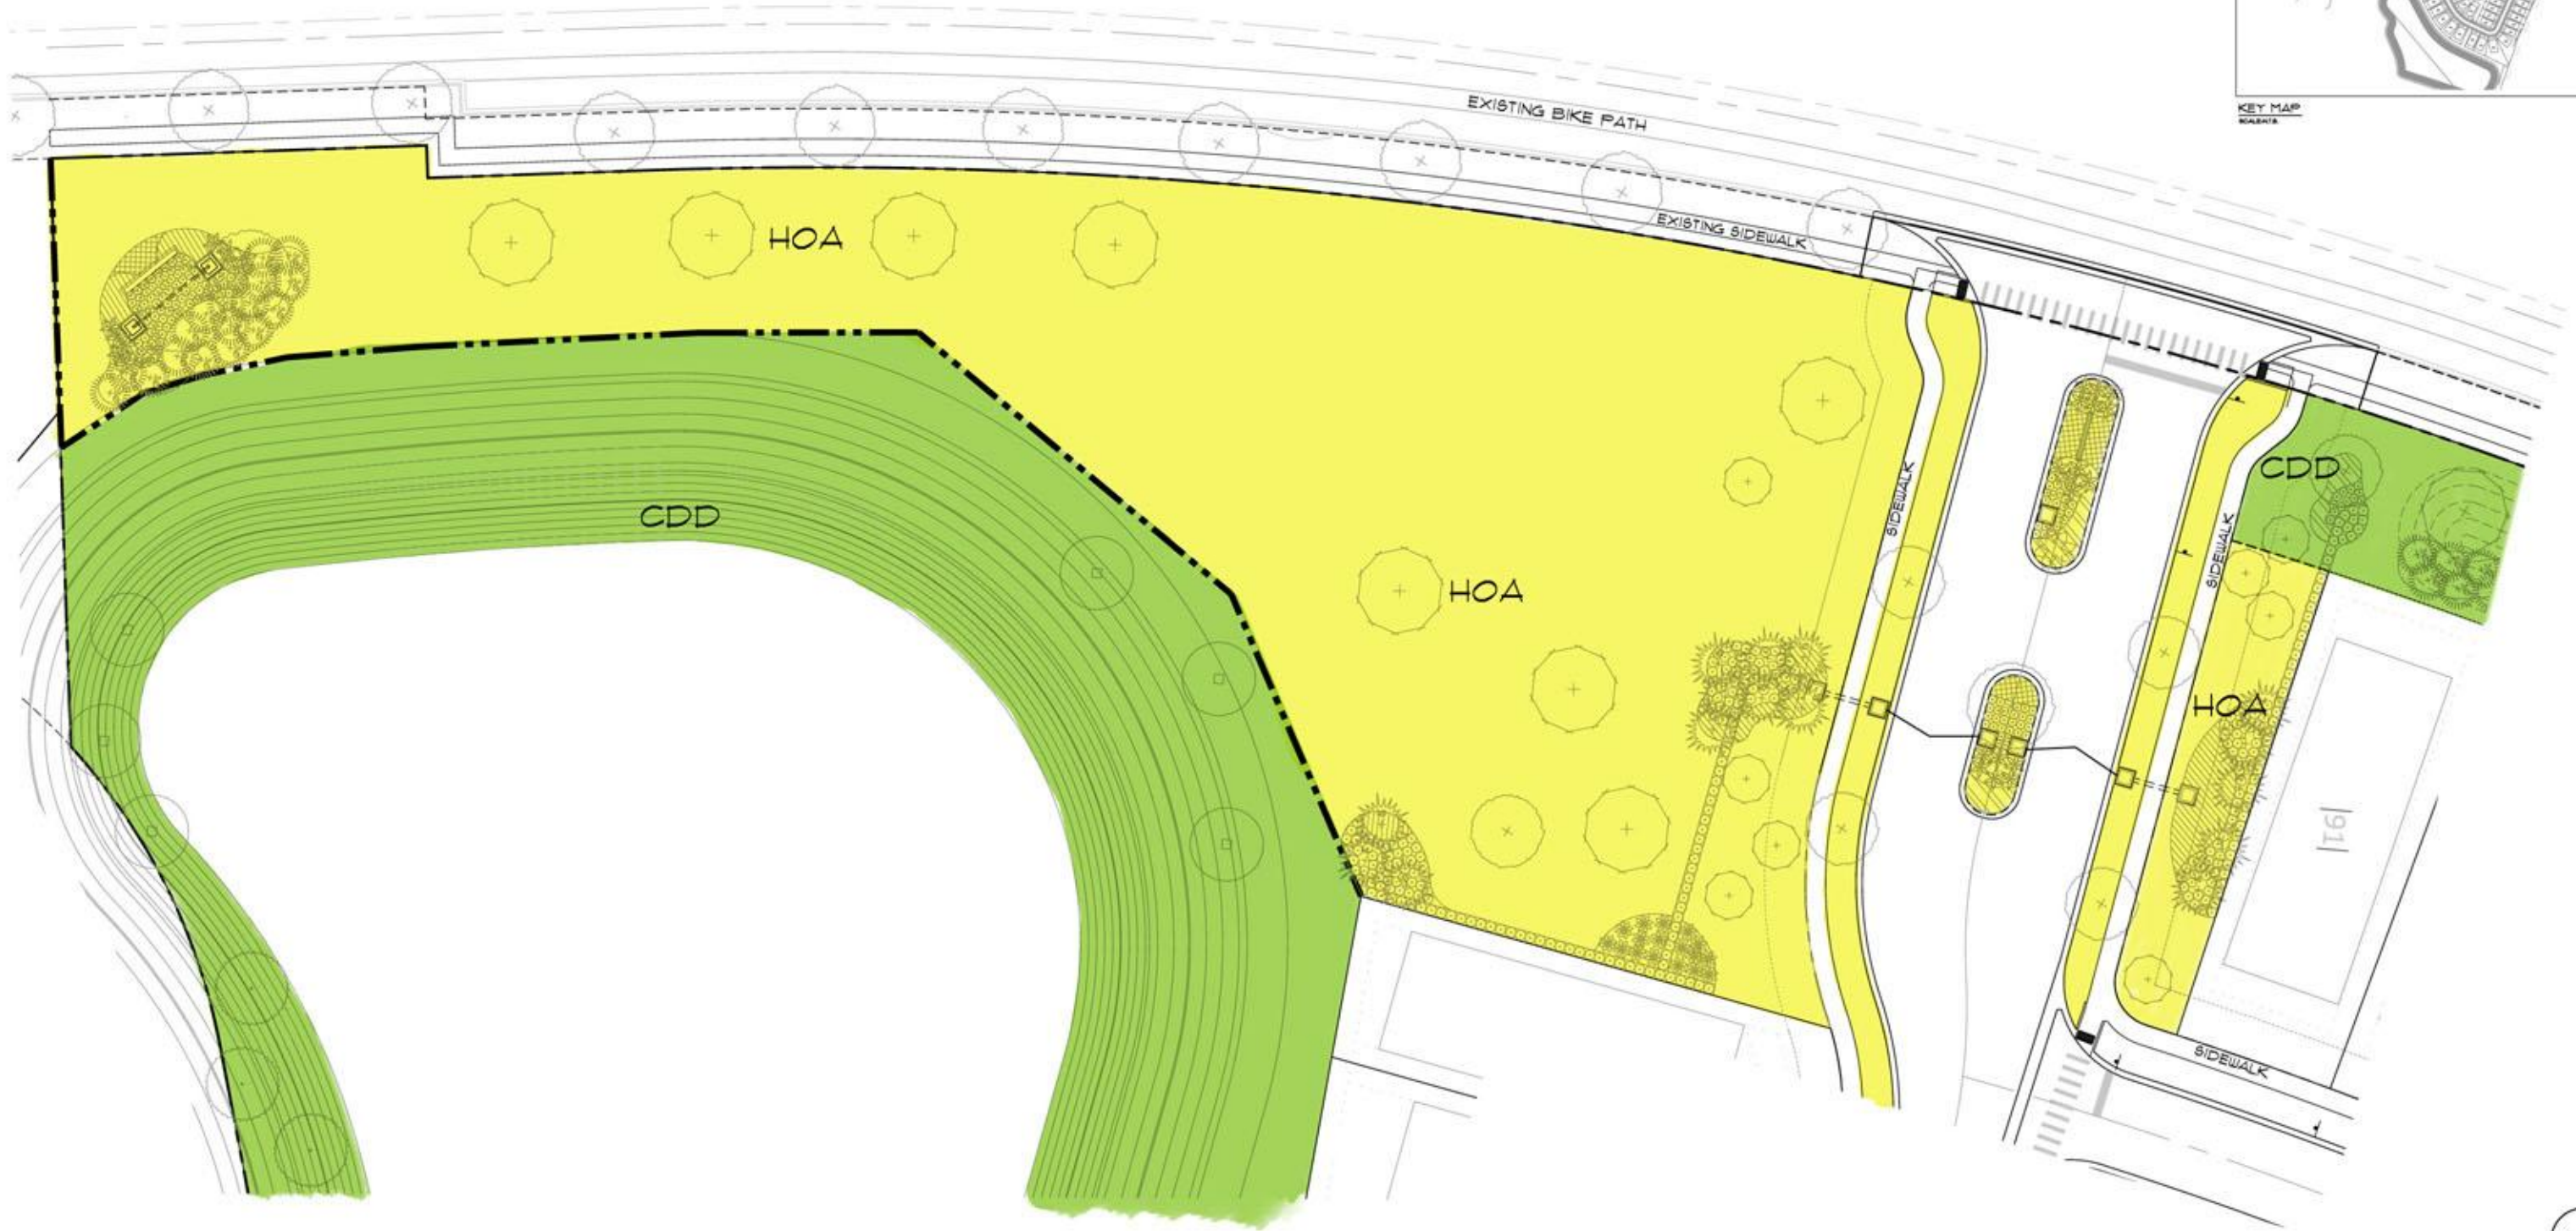 KEY MAP
EXISTING BIKE PATH
EXISTING SIDEWALK
HOA
CDD
SIDEWALK
CDD
SIDEWALK
HOA
HOA
191
SIDEWALK